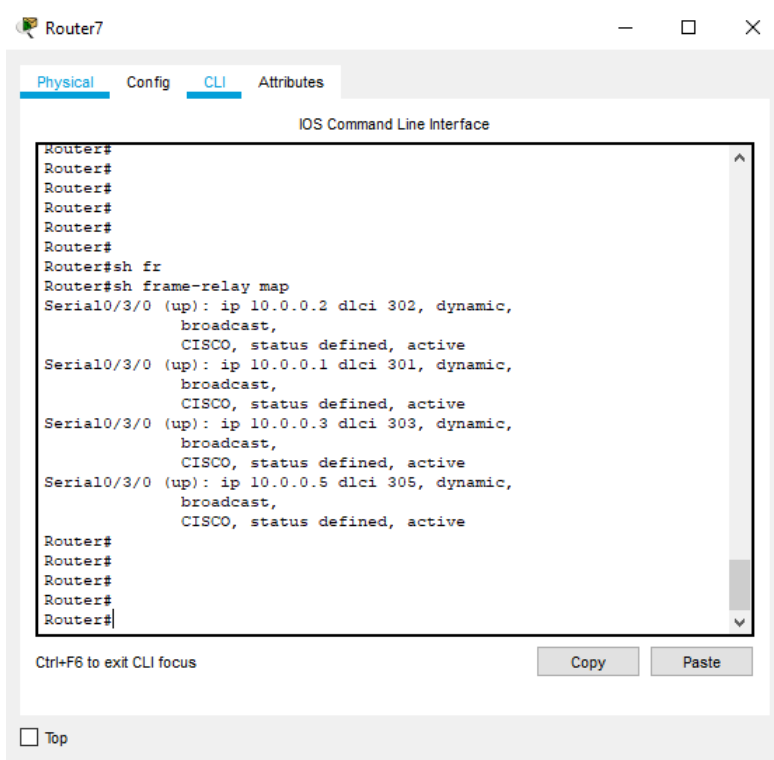 Router7
Physical Config CLI Attributes
IOS Command Line Interface
Router#
Router#
Router#
Router#
Router#
Router#
Router#sh fr
Router#sh frame-relay map
Serial0/3/0 (up): ip 10.0.0.2 dlci 302, dynamic,
broadcast,
CISCO, status defined, active
Serial0/3/0 (up): ip 10.0.0.1 dlci 301, dynamic,
broadcast,
CISCO, status defined, active
Serial0/3/0 (up): ip 10.0.0.3 dlci 303, dynamic,
broadcast,
CISCO, status defined, active
Serial0/3/0 (up): ip 10.0.0.5 dlci 305, dynamic,
broadcast,
CISCO, status defined, active
Router#
Router#
Router#
Router#
Router#
Ctrl+F6 to exit CLI focus
Copy Paste
Top